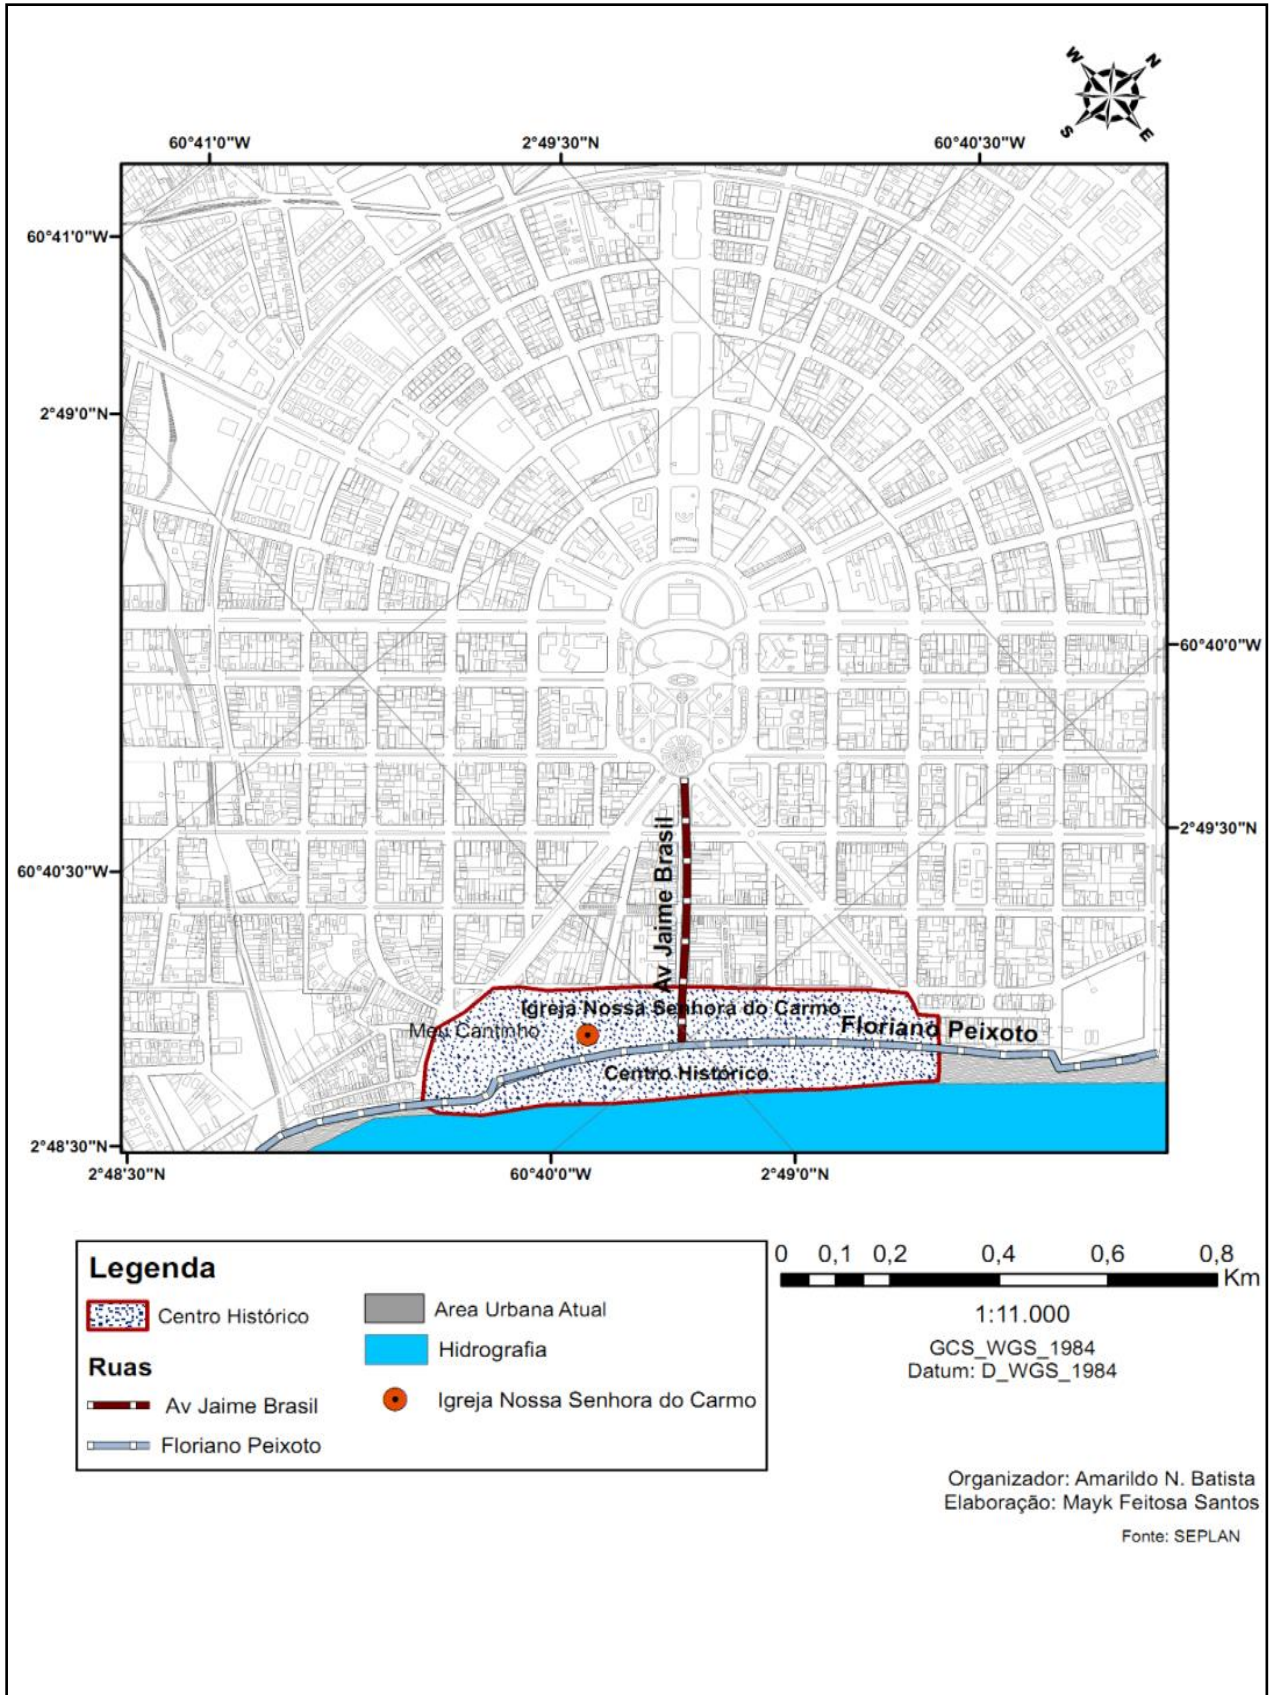 W
N
S
E
60°41'0"W
2°49'30"N
60°40'30"W
60°41'0"W
2°49'0"N
60°40'0"W
2°49'30"N
60°40'30"W
Av Jaime Brasil
Igreja Nossa Senhora do Carmo
Meu Cantinho
Floriano Peixoto
Centro Histórico
2°48'30"N
2°48'30"N
60°40'0"W
2°49'0"N
Legenda
Centro Histórico
Ruas
Av Jaime Brasil
Floriano Peixoto
Area Urbana Atual
Hidrografia
Igreja Nossa Senhora do Carmo
0 0,1 0,2 0,4 0,6 0,8
Km
1:11.000
GCS_WGS_1984
Datum: D_WGS_1984
Organizador: Amarildo N. Batista
Elaboração: Mayk Feitosa Santos
Fonte: SEPLAN